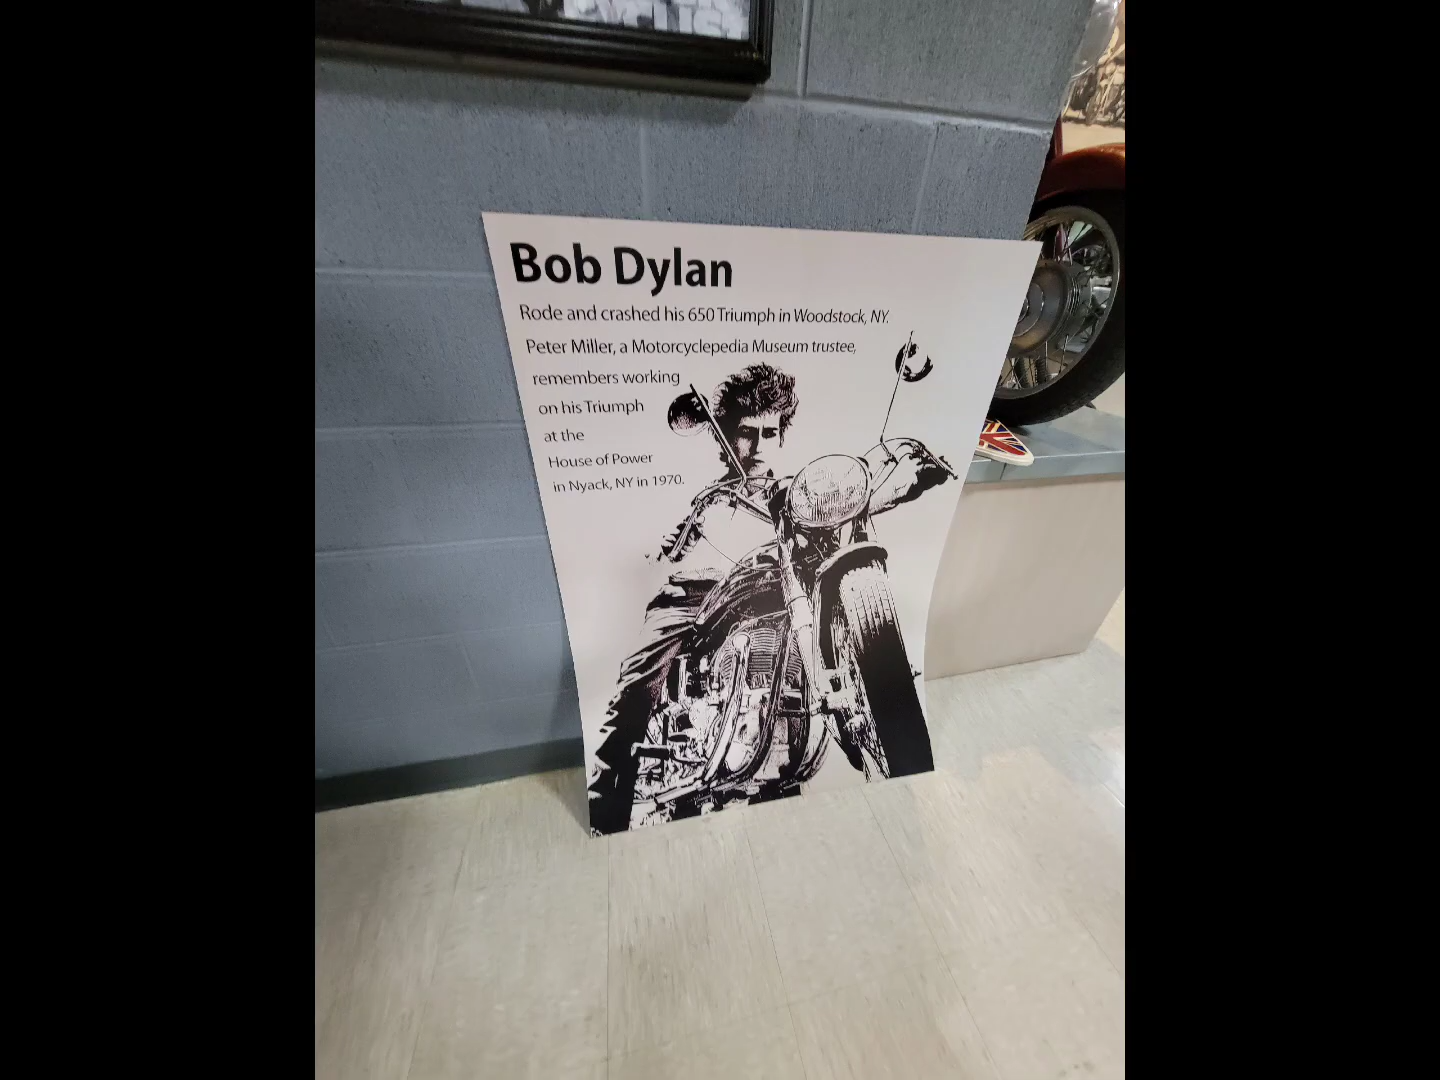 Bob Dylan
Rode and crashed his 650 Triumph in Woodstock, NY.
Peter Miller, a Motorcyclepedia Museum trustee,
remembers working
on his Triumph
at the
House of Power
in Nyack, NY in 1970.